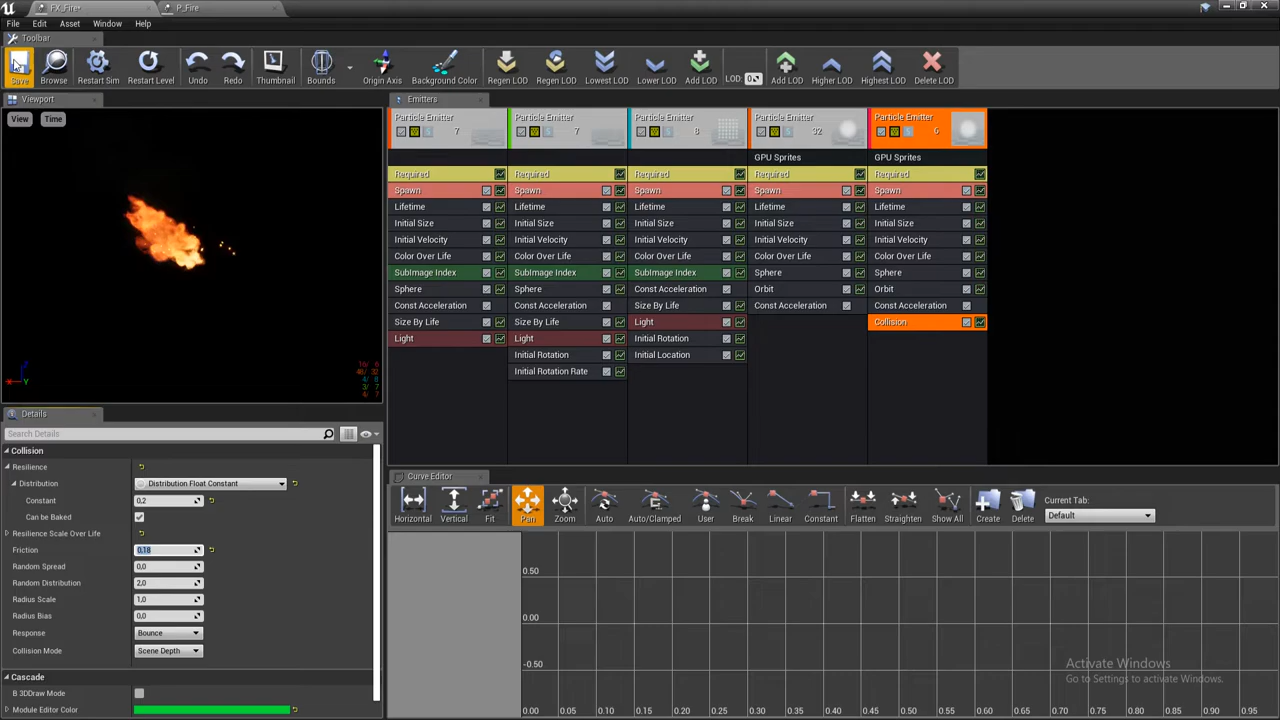 FX_Fire*
P_Fire
File Edit Asset Window Help
Toolbar
Save Browse Restart Sim Restart Level Undo Redo Thumbnail Bounds Origin Axis Background Color Regen LOD Regen LOD Lowest LOD Lower LOD Add LOD LOD: 0 Add LOD Higher LOD Highest LOD Delete LOD
Viewport
View Time
Emitters
Particle Emitter Particle Emitter Particle Emitter Particle Emitter Particle Emitter
7 7 8 32 6
GPU Sprites GPU Sprites
Required Required Required Required Required
Spawn Spawn Spawn Spawn Spawn
Lifetime Lifetime Lifetime Lifetime Lifetime
Initial Size Initial Size Initial Size Initial Size Initial Size
Initial Velocity Initial Velocity Initial Velocity Initial Velocity Initial Velocity
Color Over Life Color Over Life Color Over Life Color Over Life Color Over Life
SubImage Index SubImage Index SubImage Index Sphere Sphere
Sphere Sphere Const Acceleration Orbit Orbit
Const Acceleration Const Acceleration Size By Life Const Acceleration Const Acceleration
Size By Life Size By Life Light Collision
Light Light Initial Rotation
Initial Rotation Initial Location
Initial Rotation Rate
Z
X Y
Details
Search Details
Collision
Resilience
Distribution Distribution Float Constant
Constant 0,2
Can be Baked
Resilience Scale Over Life
Friction 0,18
Random Spread 0,0
Random Distribution 2,0
Radius Scale 1,0
Radius Bias 0,0
Response Bounce
Collision Mode Scene Depth
Cascade
B 3DDraw Mode
Module Editor Color
Curve Editor
Horizontal Vertical Fit Pan Zoom Auto Auto/Clamped User Break Linear Constant Flatten Straighten Show All Create Delete
Current Tab:
Default
0.50
0.00
-0.50
0.00 0.05 0.10 0.15 0.20 0.25 0.30 0.35 0.40 0.45 0.50 0.55 0.60 0.65 0.70 0.75 0.80 0.85 0.90 0.95
Activate Windows
Go to Settings to activate Windows.